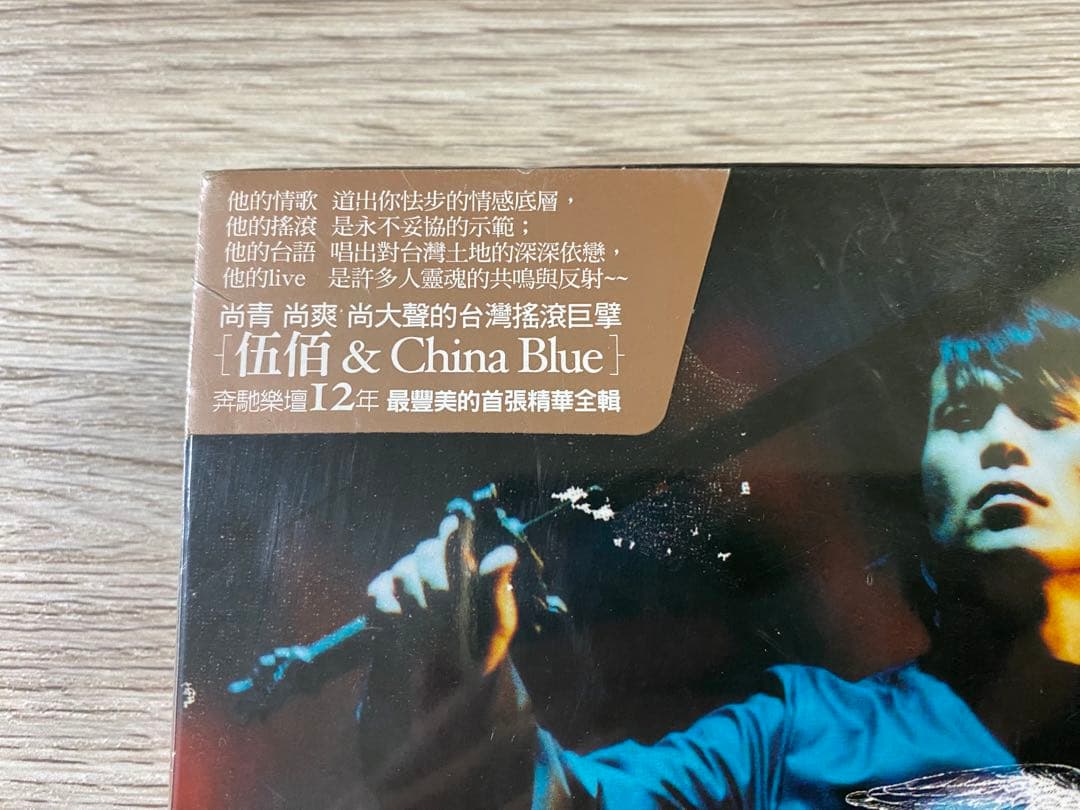 他的情歌 道出你怯步的情感底層，
他的搖滾 是永不妥協的示範；
他的台語 唱出對台灣土地的深深依戀，
他的live 是許多人靈魂的共鳴與反射~~
尚青 尚爽 尚大聲的台灣搖滾巨擘
[伍佰 & China Blue]
奔馳樂壇12年 最豐美的首張精華全輯